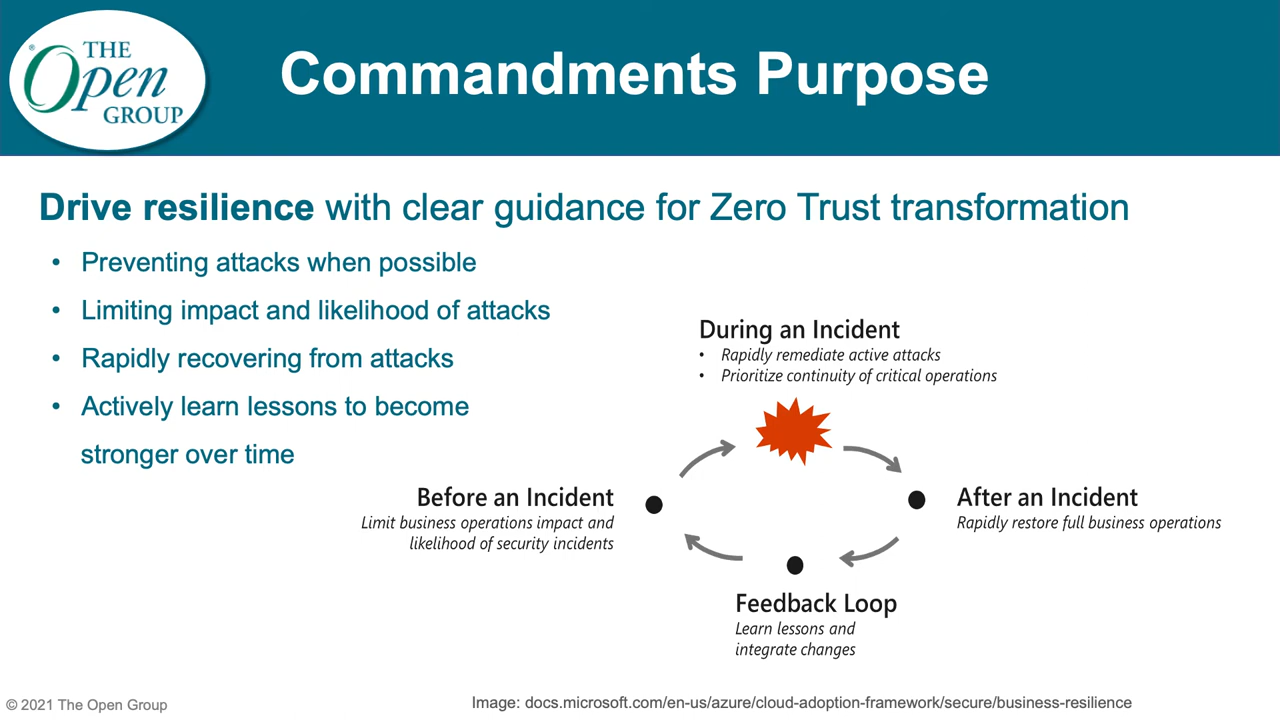 THE
Open
GROUP
®
Commandments Purpose
Drive resilience with clear guidance for Zero Trust transformation
• Preventing attacks when possible
• Limiting impact and likelihood of attacks
• Rapidly recovering from attacks
• Actively learn lessons to become
stronger over time
During an Incident
• Rapidly remediate active attacks
• Prioritize continuity of critical operations
Before an Incident
Limit business operations impact and
likelihood of security incidents
After an Incident
Rapidly restore full business operations
Feedback Loop
Learn lessons and
integrate changes
© 2021 The Open Group
Image: docs.microsoft.com/en-us/azure/cloud-adoption-framework/secure/business-resilience